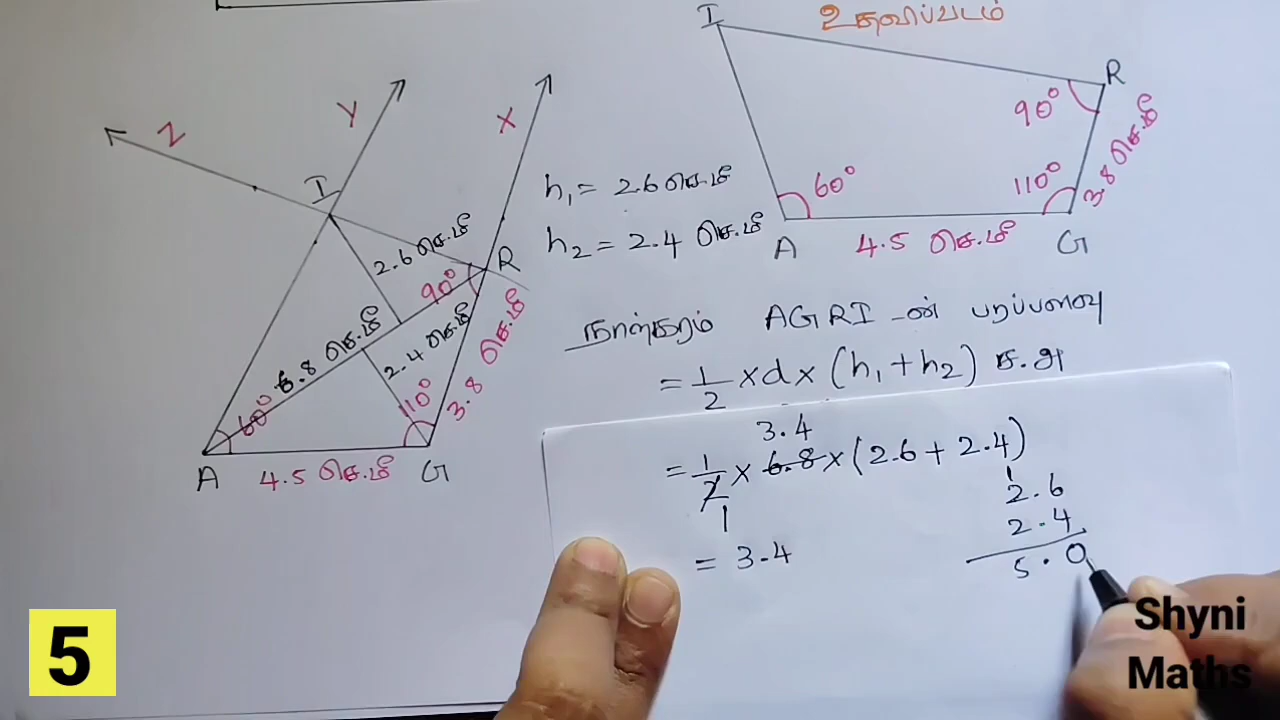 Z
Y
X
I
2.6 செ.மீ
90°
R
6.8 செ.மீ
2.4 செ.மீ
3.8 செ.மீ
60°
110°
A
4.5 செ.மீ
G
உதவிப்படம்
I
R
90°
3.8 செ.மீ
60°
110°
A
4.5 செ.மீ
G
h₁ = 2.6 செ.மீ
h₂ = 2.4 செ.மீ
நாற்கரம் AGRI -ன் பரப்பளவு
= 1/2 x d x (h₁ + h₂) ச.அ
3.4
= 1/2 x 6.8 x (2.6 + 2.4)
1
= 3.4
1
2.6
2.4
5.0
5
Shyni
Maths